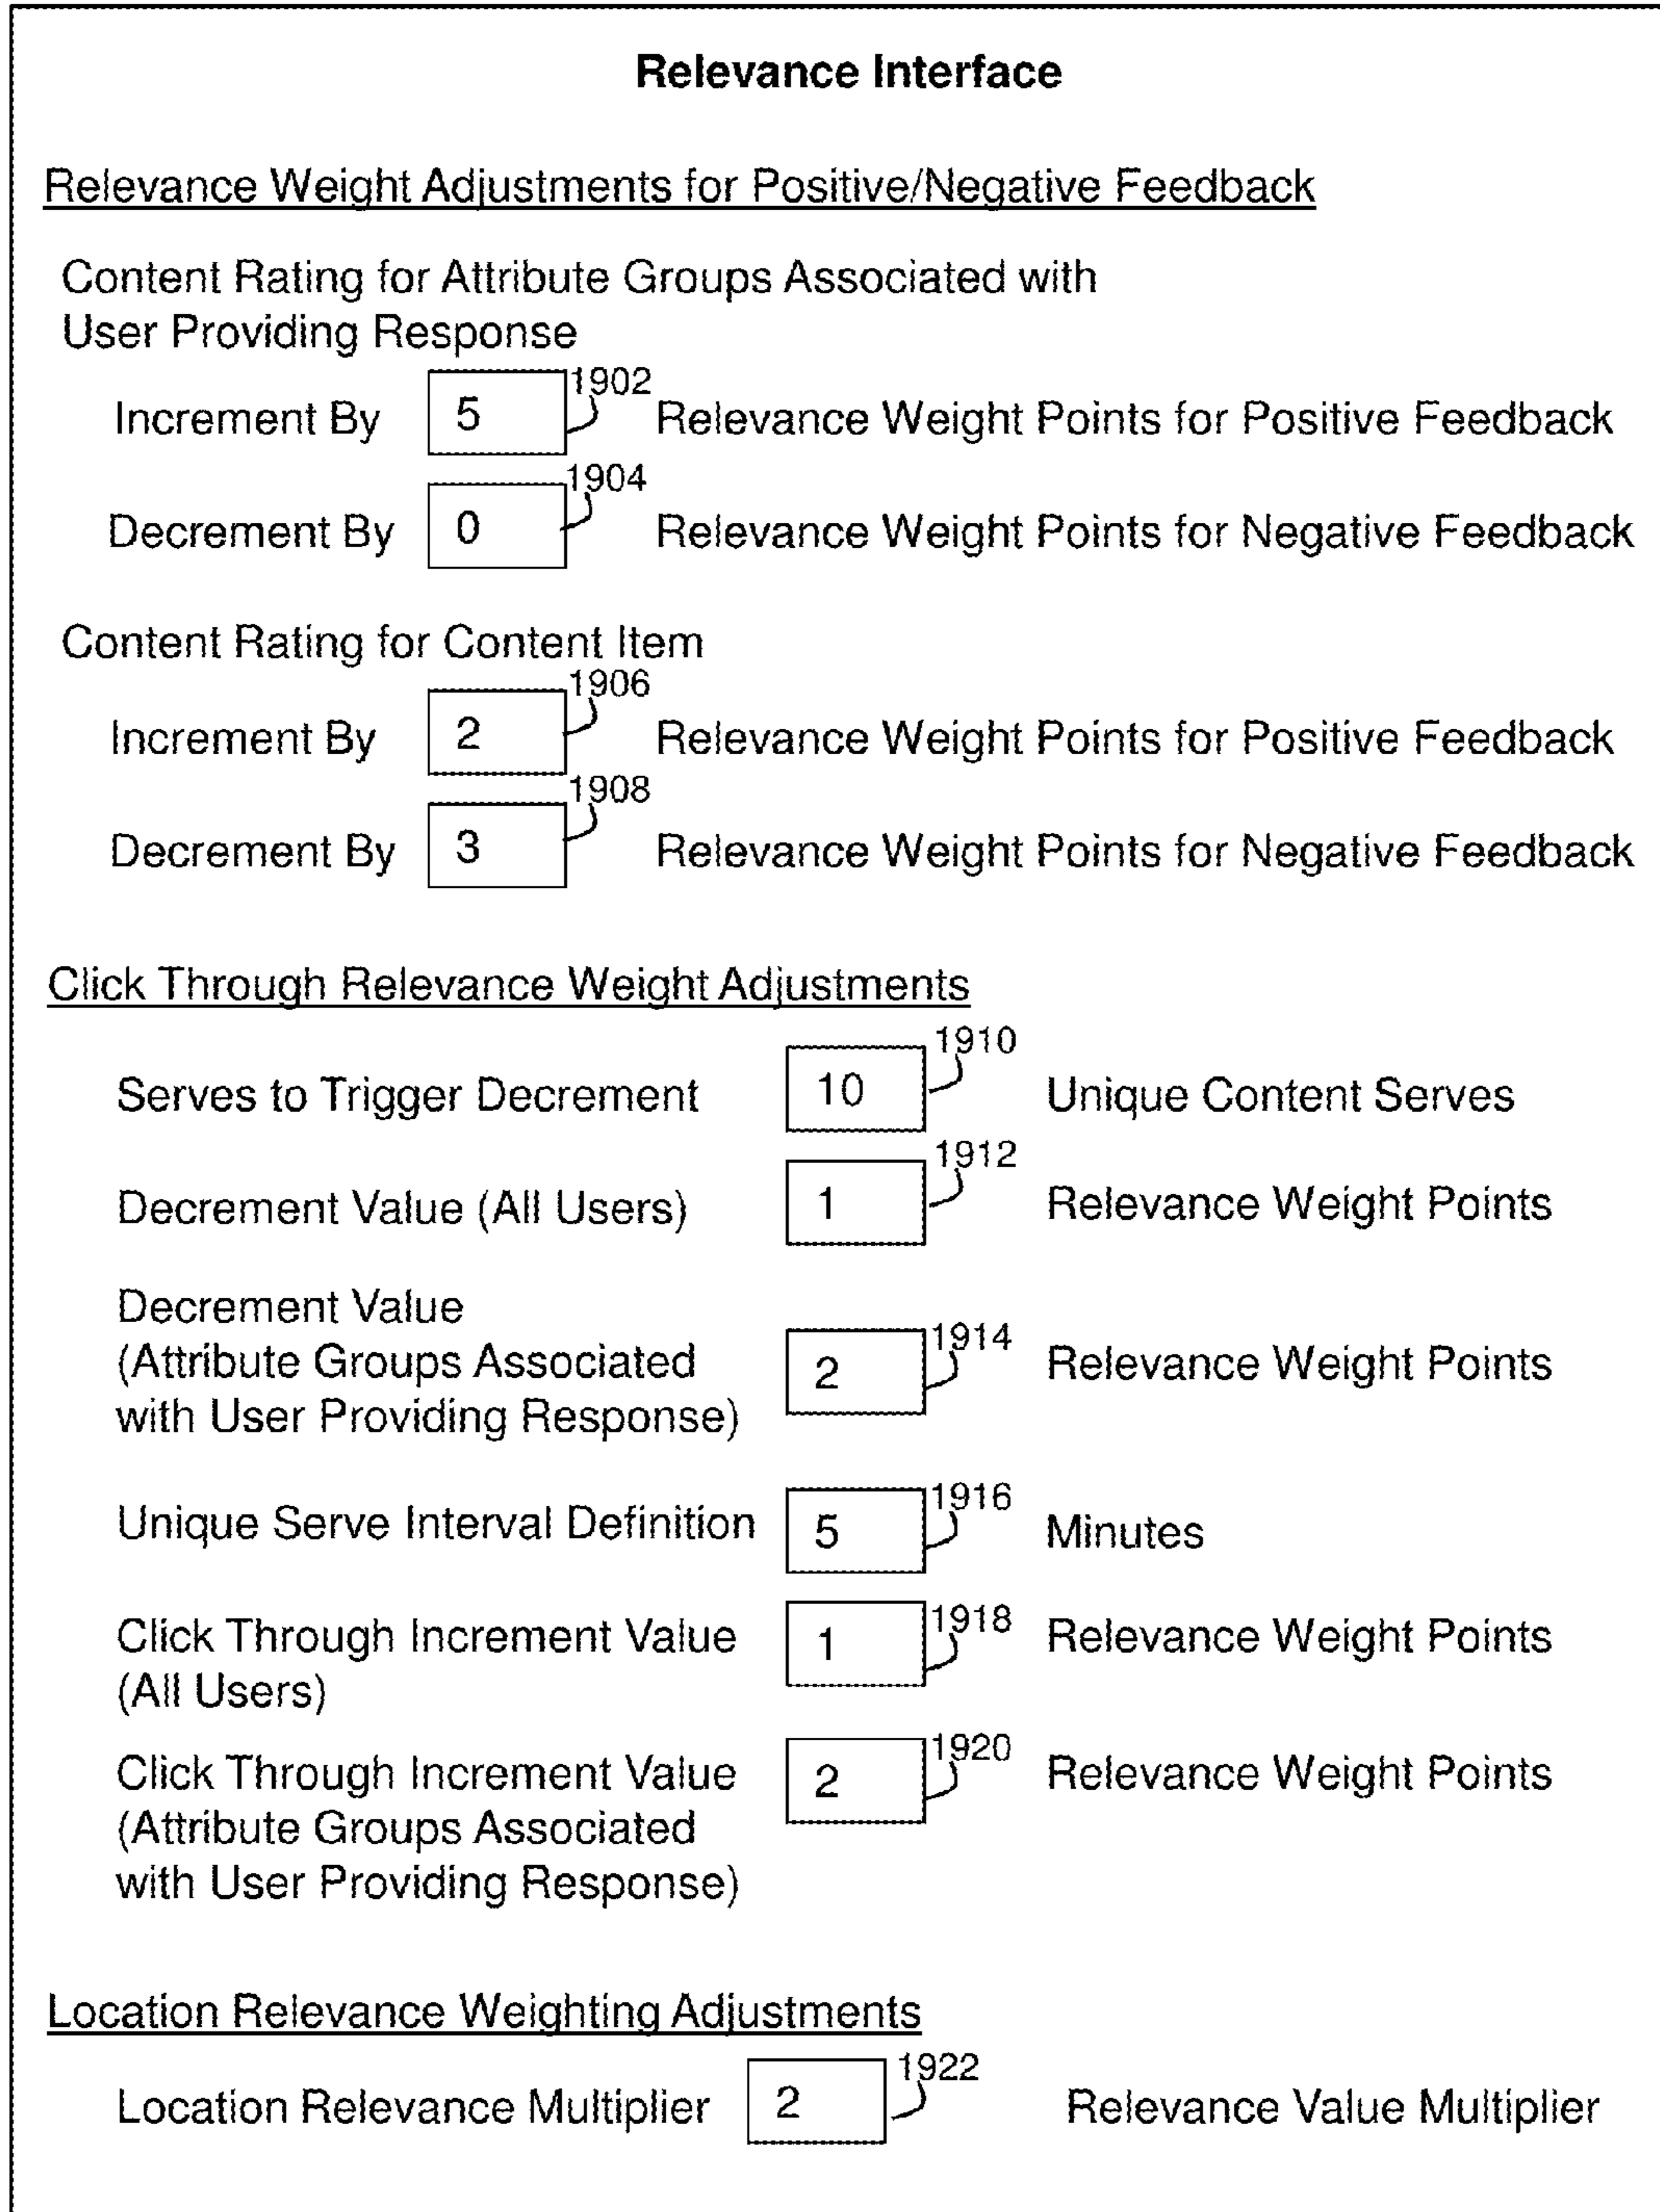 Relevance Interface
Relevance Weight Adjustments for Positive/Negative Feedback
Content Rating for Attribute Groups Associated with
User Providing Response
1902
Increment By 5 Relevance Weight Points for Positive Feedback
1904
Decrement By 0 Relevance Weight Points for Negative Feedback
Content Rating for Content Item
1906
Increment By 2 Relevance Weight Points for Positive Feedback
1908
Decrement By 3 Relevance Weight Points for Negative Feedback
Click Through Relevance Weight Adjustments
1910
Serves to Trigger Decrement 10 Unique Content Serves
1912
Decrement Value (All Users) 1 Relevance Weight Points
Decrement Value
1914
(Attribute Groups Associated 2 Relevance Weight Points
with User Providing Response)
1916
Unique Serve Interval Definition 5 Minutes
1918
Click Through Increment Value 1 Relevance Weight Points
(All Users)
1920
Click Through Increment Value 2 Relevance Weight Points
(Attribute Groups Associated
with User Providing Response)
Location Relevance Weighting Adjustments
1922
Location Relevance Multiplier 2 Relevance Value Multiplier